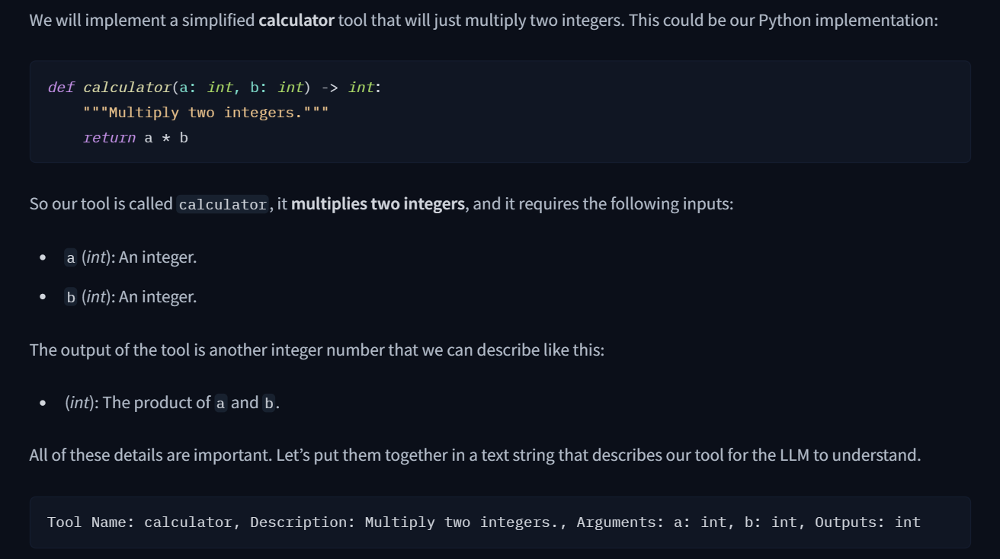 We will implement a simplified calculator tool that will just multiply two integers. This could be our Python implementation:
def calculator(a: int, b: int) -> int:
    """Multiply two integers."""
    return a * b
So our tool is called calculator, it multiplies two integers, and it requires the following inputs:
• a (int): An integer.
• b (int): An integer.
The output of the tool is another integer number that we can describe like this:
• (int): The product of a and b.
All of these details are important. Let’s put them together in a text string that describes our tool for the LLM to understand.
Tool Name: calculator, Description: Multiply two integers., Arguments: a: int, b: int, Outputs: int